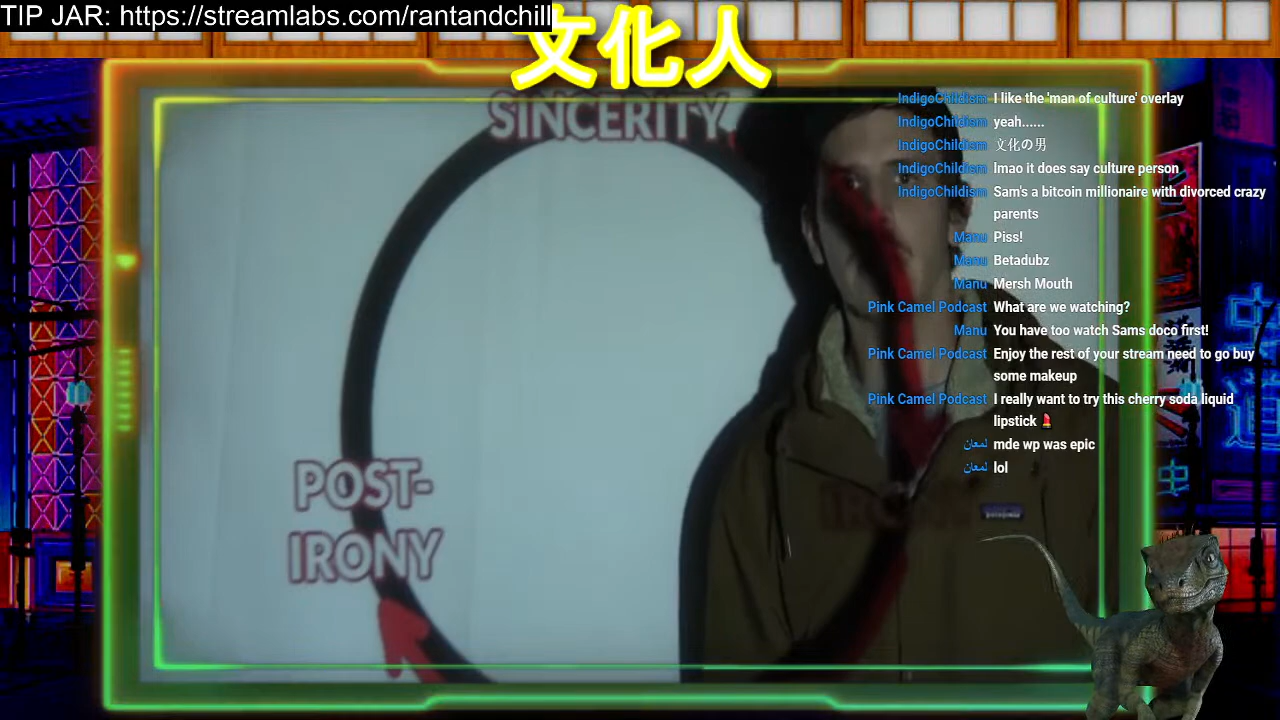 TIP JAR: https://streamlabs.com/rantandchill
文化人
SINCERITY
IndigoChildism I like the 'man of culture' overlay
IndigoChildism yeah......
IndigoChildism 文化の男
IndigoChildism lmao it does say culture person
IndigoChildism Sam's a bitcoin millionaire with divorced crazy
parents
Manu Piss!
Manu Betadubz
Manu Mersh Mouth
Pink Camel Podcast What are we watching?
Manu You have too watch Sams doco first!
Pink Camel Podcast Enjoy the rest of your stream need to go buy
some makeup
Pink Camel Podcast I really want to try this cherry soda liquid
lipstick 💄
لمعان mde wp was epic
لمعان lol
POST-
IRONY
中